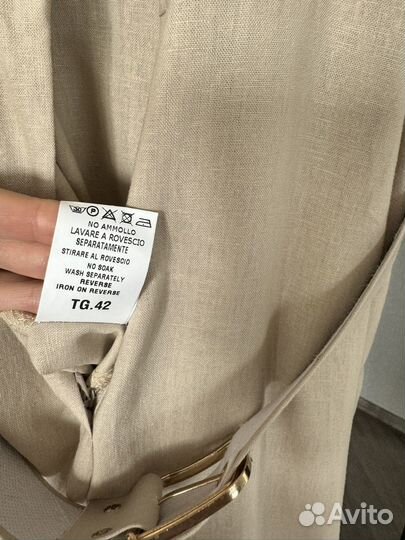 30 P
NO AMMOLLO
LAVARE A ROVESCIO
SEPARATAMENTE
STIRARE AL ROVESCIO
NO SOAK
WASH SEPARATELY
REVERSE
IRON ON REVERSE
TG.42
Avito